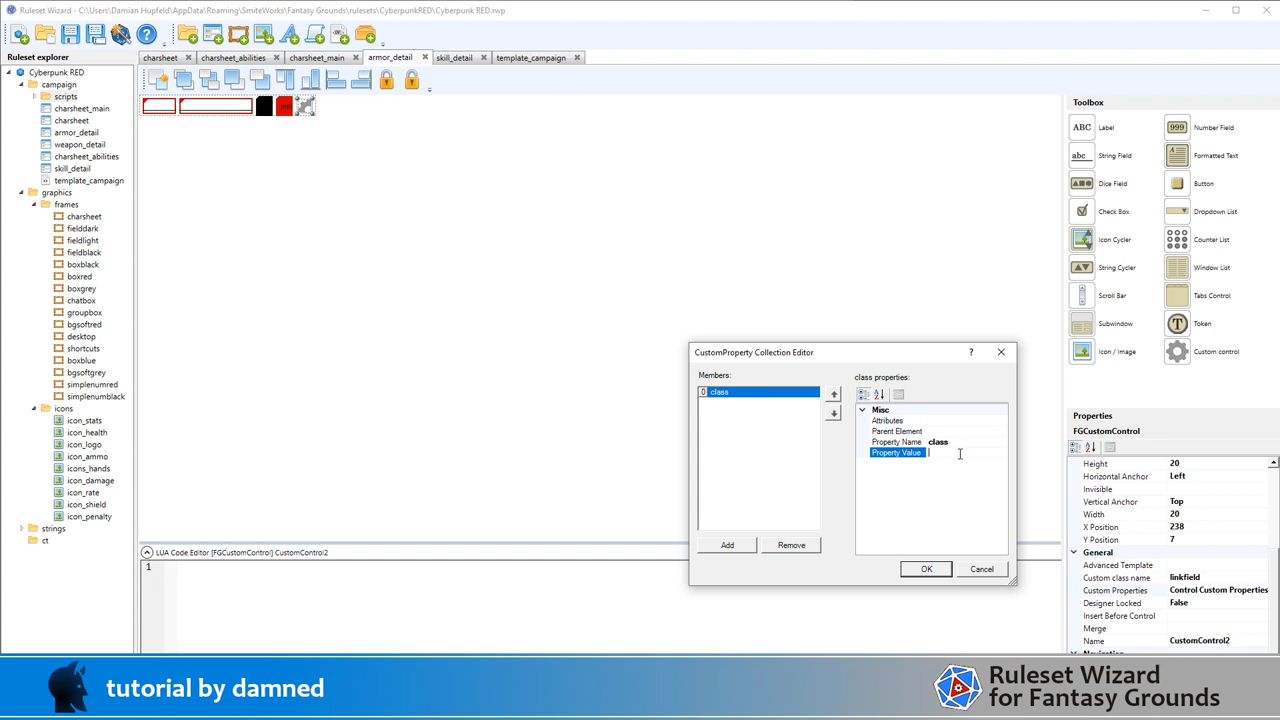 Ruleset Wizard - C:\Users\Damian Hupfeld\AppData\Roaming\SmiteWorks\Fantasy Grounds\rulesets\CyberpunkRED\Cyberpunk RED.rwp
Ruleset explorer
charsheet
charsheet_abilities
charsheet_main
armor_detail
skill_detail
template_campaign
Cyberpunk RED
campaign
scripts
charsheet_main
charsheet
armor_detail
weapon_detail
charsheet_abilities
skill_detail
template_campaign
graphics
frames
charsheet
fielddark
fieldlight
fieldblack
boxblack
boxred
boxgrey
chatbox
groupbox
bgsoftred
desktop
shortcuts
boxblue
bgsoftgrey
simplenumred
simplenumblack
icons
icon_stats
icon_health
icon_logo
icon_ammo
icons_hands
icon_damage
icon_rate
icon_shield
icon_penalty
strings
ct
Toolbox
ABC Label
999 Number Field
abc String Field
Formatted Text
Dice Field
Button
Check Box
Dropdown List
Icon Cycler
Counter List
String Cycler
Window List
Scroll Bar
Tabs Control
Subwindow
Token
Icon / Image
Custom control
CustomProperty Collection Editor
?
Members:
class properties:
0 class
Misc
Attributes
Parent Element
Property Name class
Property Value
Add
Remove
OK
Cancel
Properties
FGCustomControl
Height 20
Horizontal Anchor Left
Invisible
Vertical Anchor Top
Width 20
X Position 238
Y Position 7
General
Advanced Template
Custom class name linkfield
Custom Properties Control Custom Properties
Designer Locked False
Insert Before Control
Merge
Name CustomControl2
LUA Code Editor [FGCustomControl] CustomControl2
1
tutorial by damned
Ruleset Wizard
for Fantasy Grounds